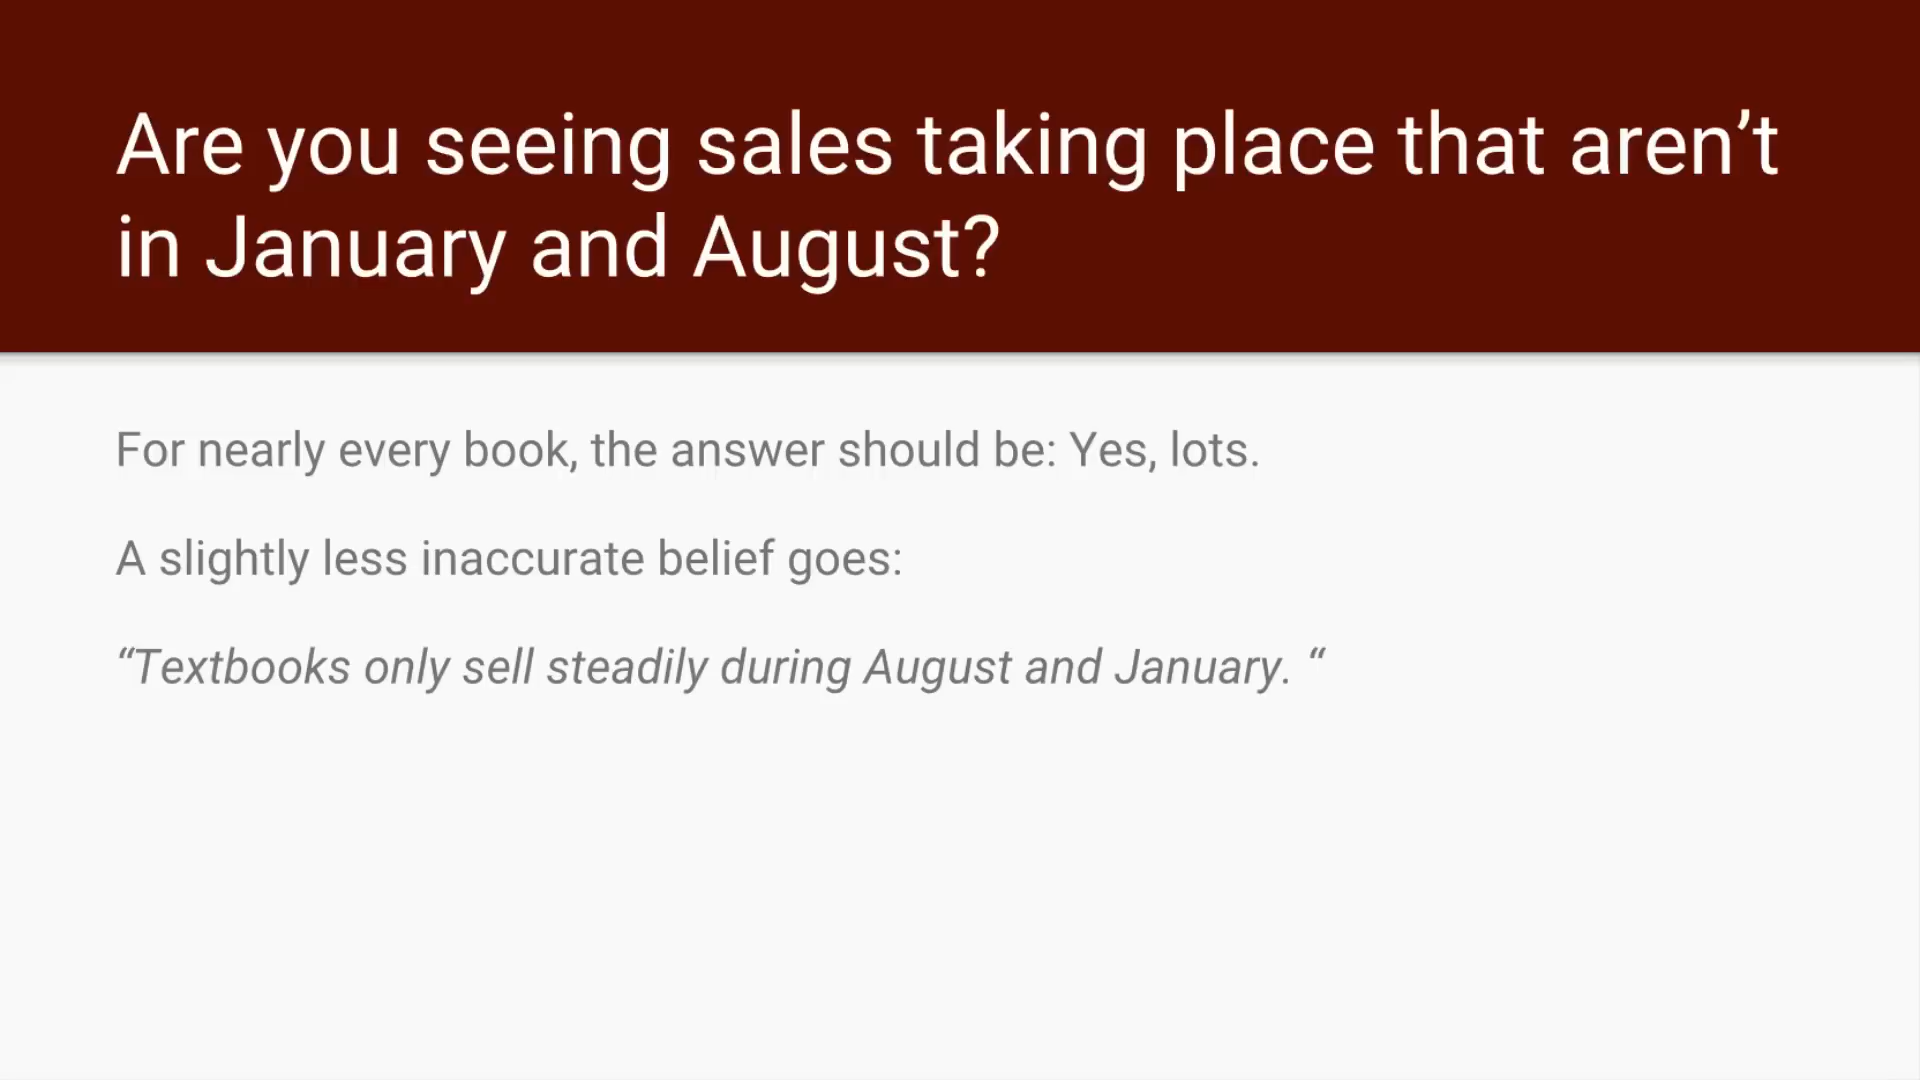 Are you seeing sales taking place that aren’t
in January and August?
For nearly every book, the answer should be: Yes, lots.
A slightly less inaccurate belief goes:
“Textbooks only sell steadily during August and January. “